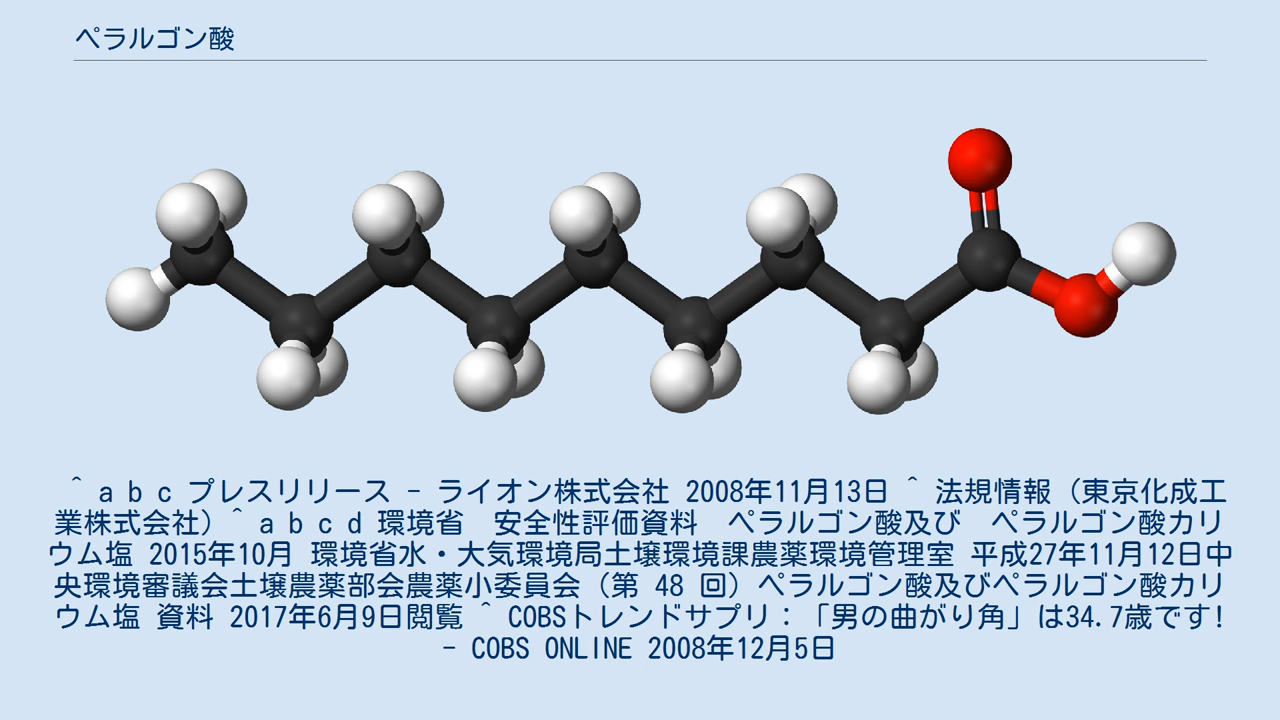 ペラルゴン酸
^ a b c プレスリリース - ライオン株式会社 2008年11月13日 ^ 法規情報 (東京化成工
業株式会社) ^ a b c d 環境省　安全性評価資料　ペラルゴン酸及び　ペラルゴン酸カリ
ウム塩 2015年10月 環境省水・大気環境局土壌環境課農薬環境管理室 平成27年11月12日中
央環境審議会土壌農薬部会農薬小委員会（第 48 回）ペラルゴン酸及びペラルゴン酸カリ
ウム塩 資料 2017年6月9日閲覧 ^ COBSトレンドサプリ：「男の曲がり角」は34.7歳です!
- COBS ONLINE 2008年12月5日